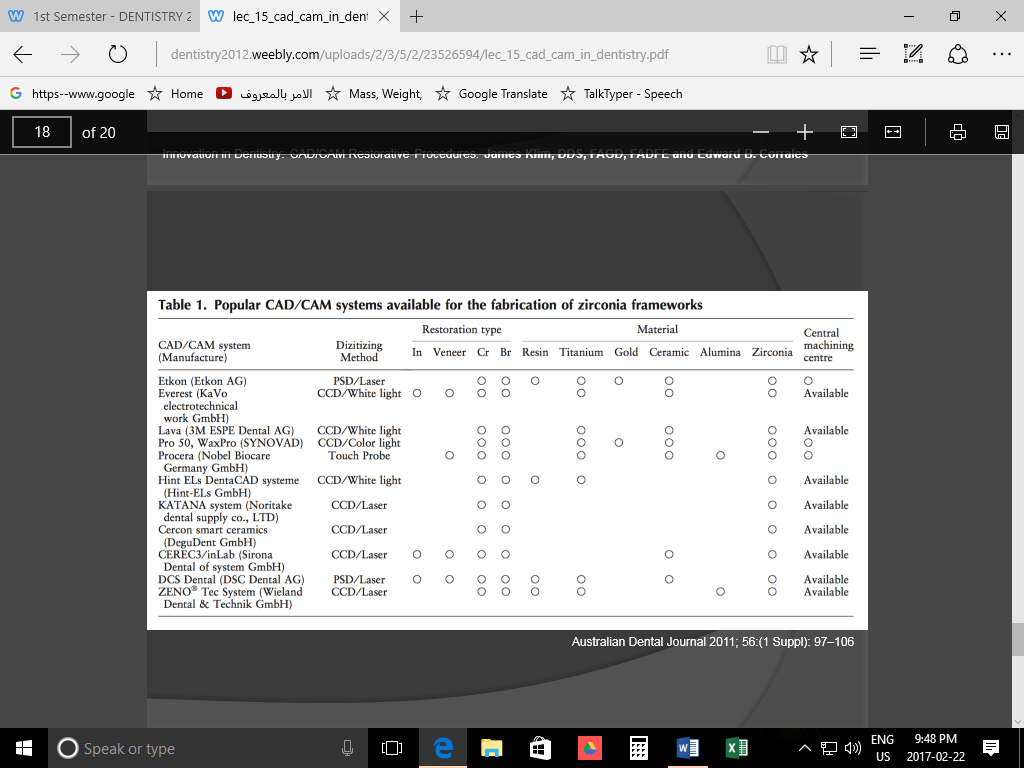 1st Semester - DENTISTRY 2
lec_15_cad_cam_in_dent
dentistry2012.weebly.com/uploads/2/3/5/2/23526594/lec_15_cad_cam_in_dentistry.pdf
https--www.google Home الامر بالمعروف Mass, Weight, Google Translate TalkTyper - Speech
18 of 20
Innovation in Dentistry: CAD/CAM Restorative Procedures. James Klim, DDS, FAGD, FADFE and Edward B. Corrales
Table 1. Popular CAD/CAM systems available for the fabrication of zirconia frameworks
Restoration type Material Central
CAD/CAM system Dizitizing machining
(Manufacture) Method In Veneer Cr Br Resin Titanium Gold Ceramic Alumina Zirconia centre
Etkon (Etkon AG) PSD/Laser ○ ○ ○ ○ ○ ○ ○ ○
Everest (KaVo CCD/White light ○ ○ ○ ○ ○ ○ ○ Available
electrotechnical
work GmbH)
Lava (3M ESPE Dental AG) CCD/White light ○ ○ ○ ○ ○ Available
Pro 50, WaxPro (SYNOVAD) CCD/Color light ○ ○ ○ ○ ○ ○ ○
Procera (Nobel Biocare Touch Probe ○ ○ ○ ○ ○ ○ ○ ○
Germany GmbH)
Hint ELs DentaCAD systeme CCD/White light ○ ○ ○ ○ ○ Available
(Hint-ELs GmbH)
KATANA system (Noritake CCD/Laser ○ ○ ○ Available
dental supply co., LTD)
Cercon smart ceramics CCD/Laser ○ ○ ○ Available
(DeguDent GmbH)
CEREC3/inLab (Sirona CCD/Laser ○ ○ ○ ○ ○ ○ Available
Dental of system GmbH)
DCS Dental (DSC Dental AG) PSD/Laser ○ ○ ○ ○ ○ ○ ○ ○ Available
ZENO® Tec System (Wieland CCD/Laser ○ ○ ○ ○ ○ ○ Available
Dental & Technik GmbH)
Australian Dental Journal 2011; 56:(1 Suppl): 97–106
Speak or type
ENG 9:48 PM
US 2017-02-22